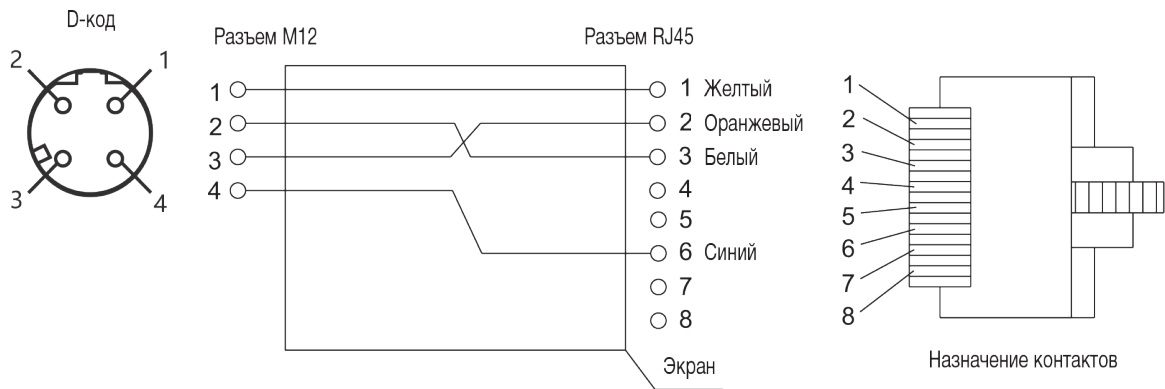 D-код
2
1
3
4
Разъем M12
Разъем RJ45
1
2
3
4
1 Желтый
2 Оранжевый
3 Белый
4
5
6 Синий
7
8
Экран
1
2
3
4
5
6
7
8
Назначение контактов